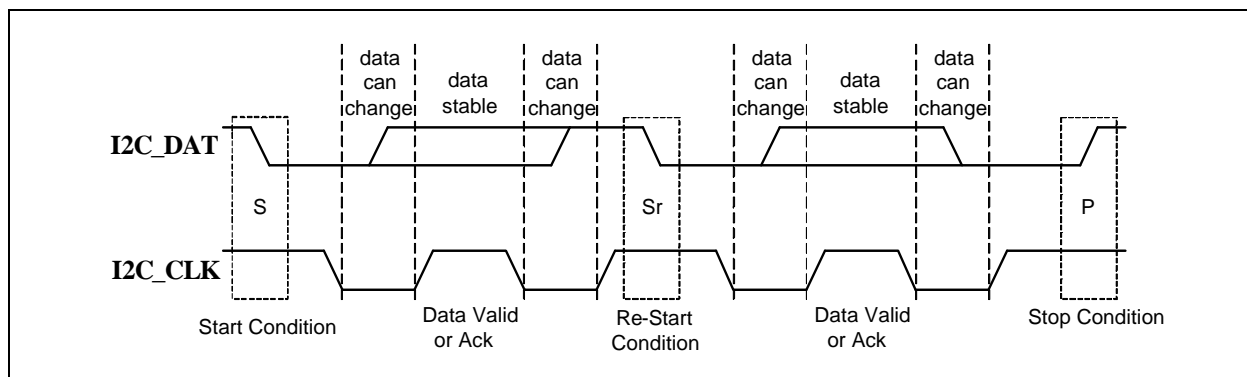 data
can
change
data
stable
data
can
change
data
can
change
data
stable
data
can
change
I2C_DAT
S
Sr
P
I2C_CLK
Start Condition
Data Valid
or Ack
Re-Start
Condition
Data Valid
or Ack
Stop Condition